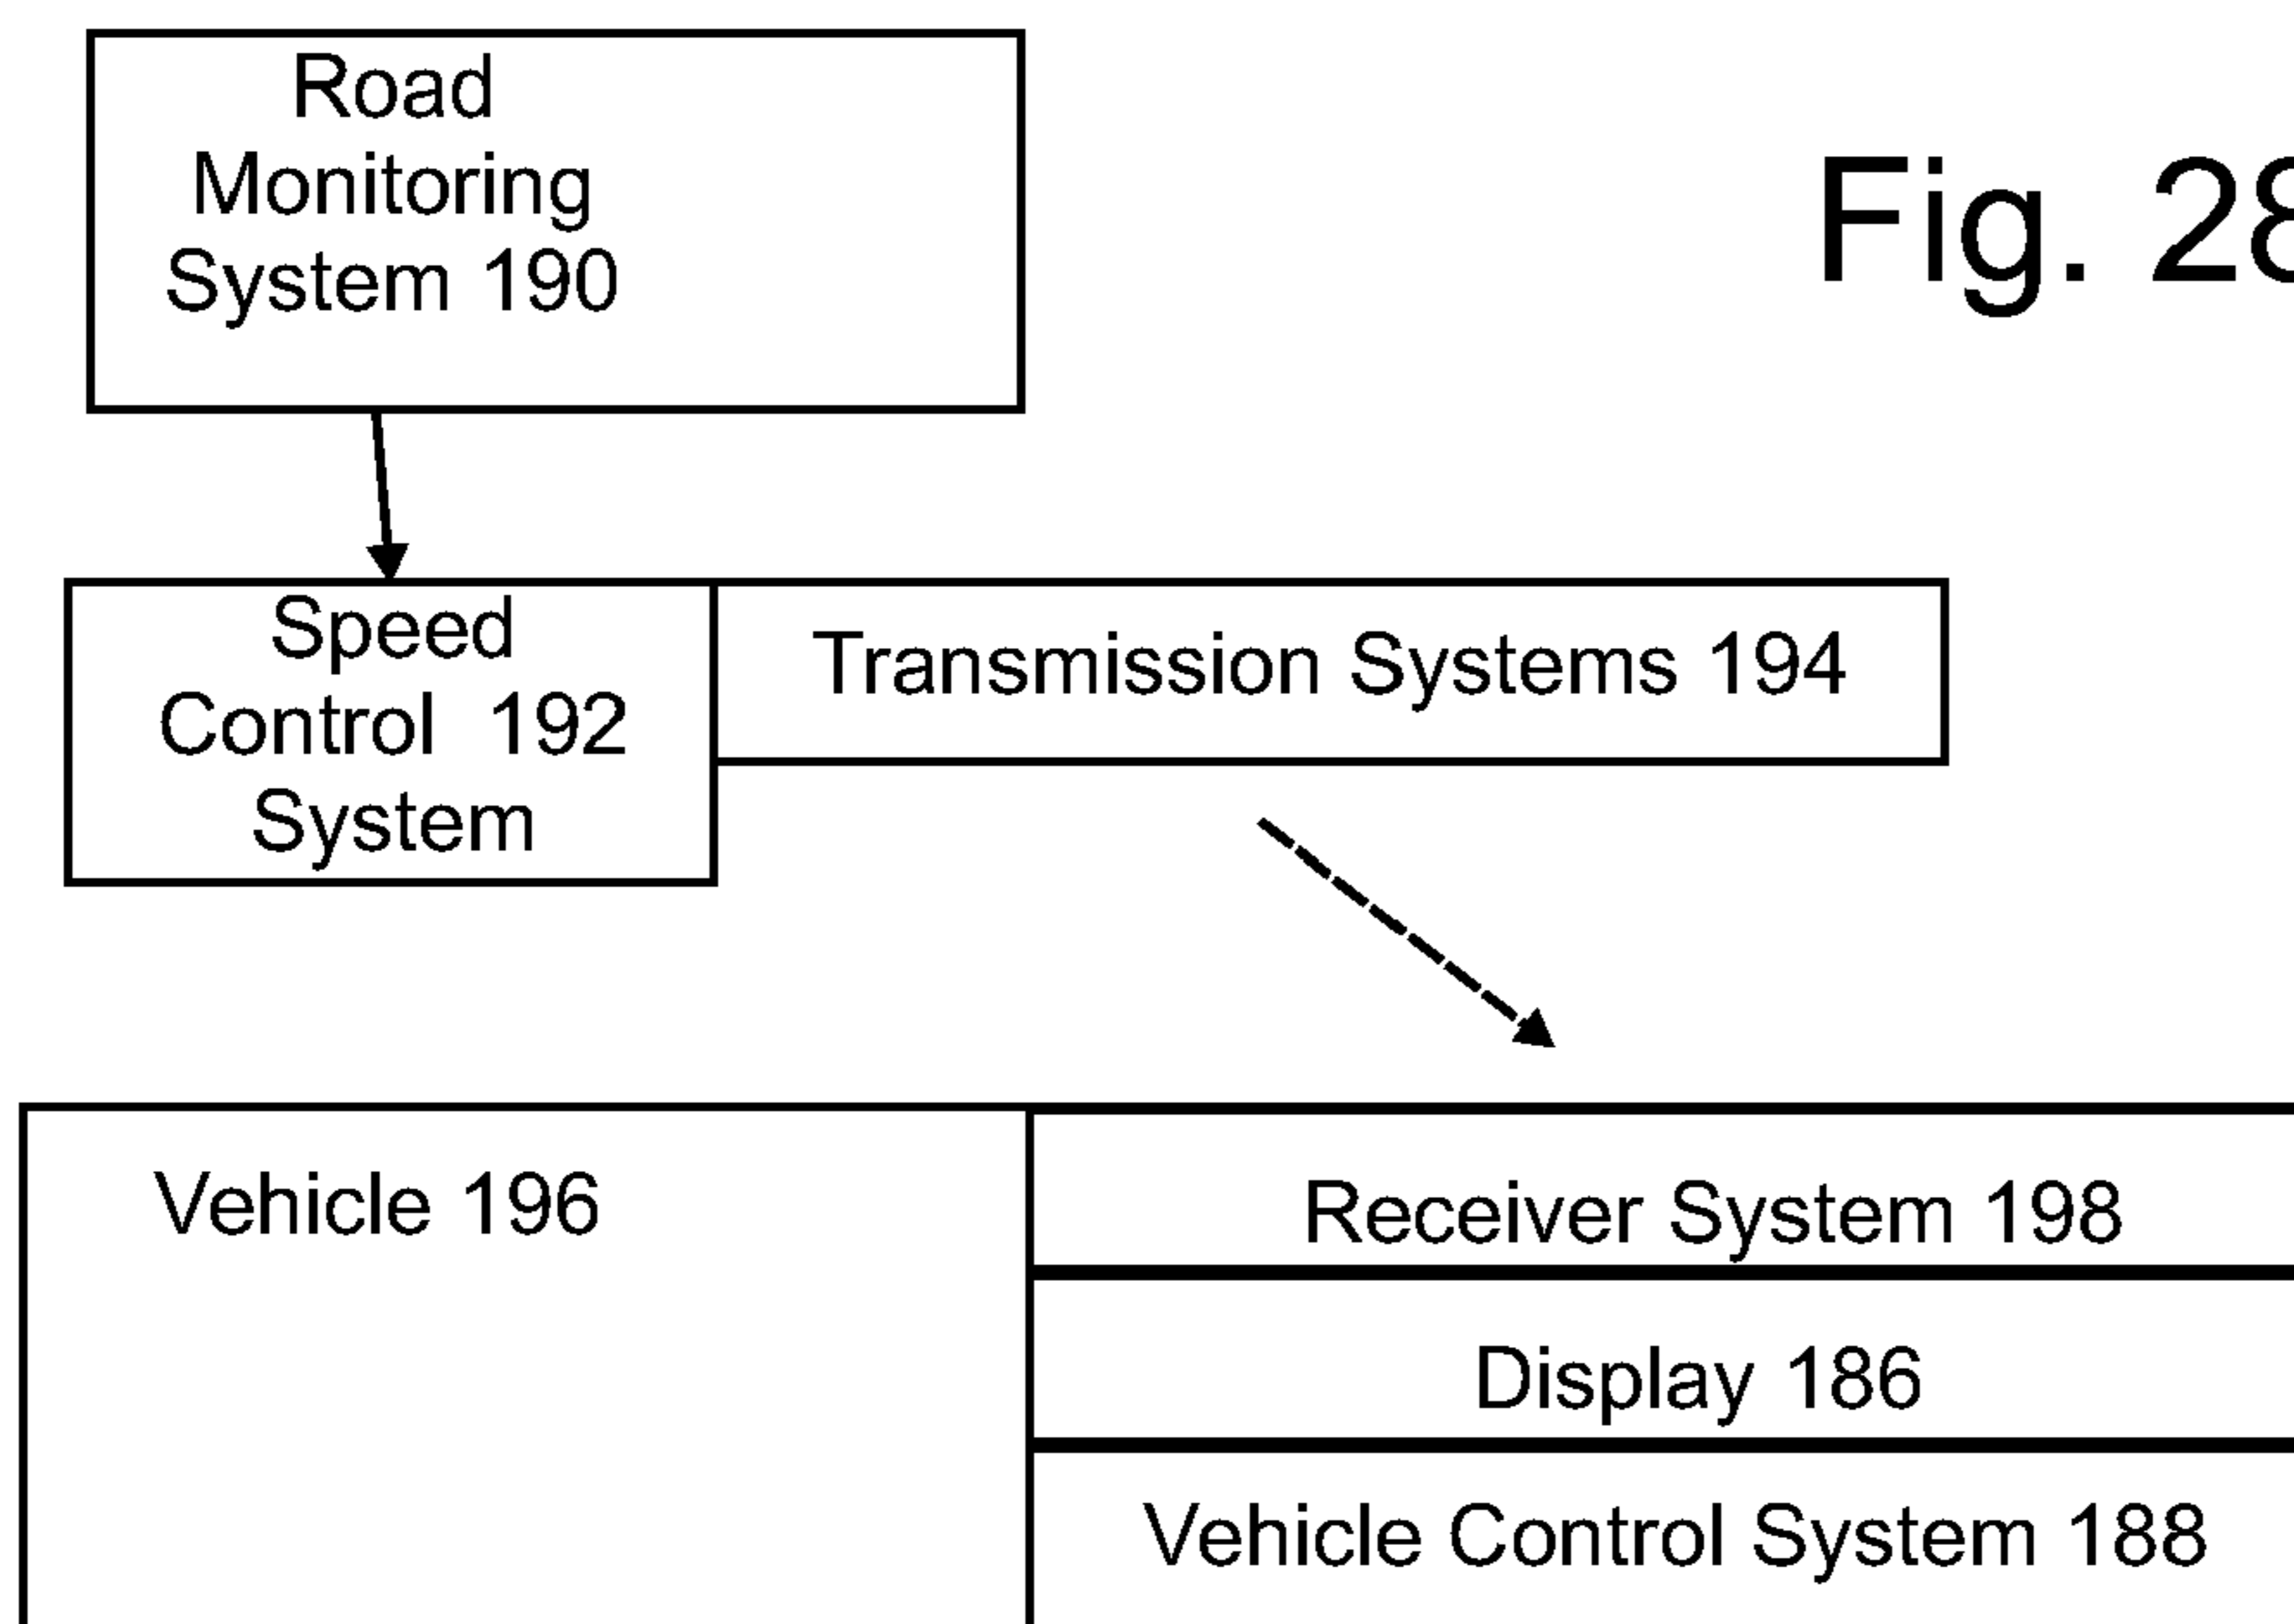 Road
Monitoring
System 190
Fig. 28
Speed
Control 192
System
Transmission Systems 194
Vehicle 196
Receiver System 198
Display 186
Vehicle Control System 188